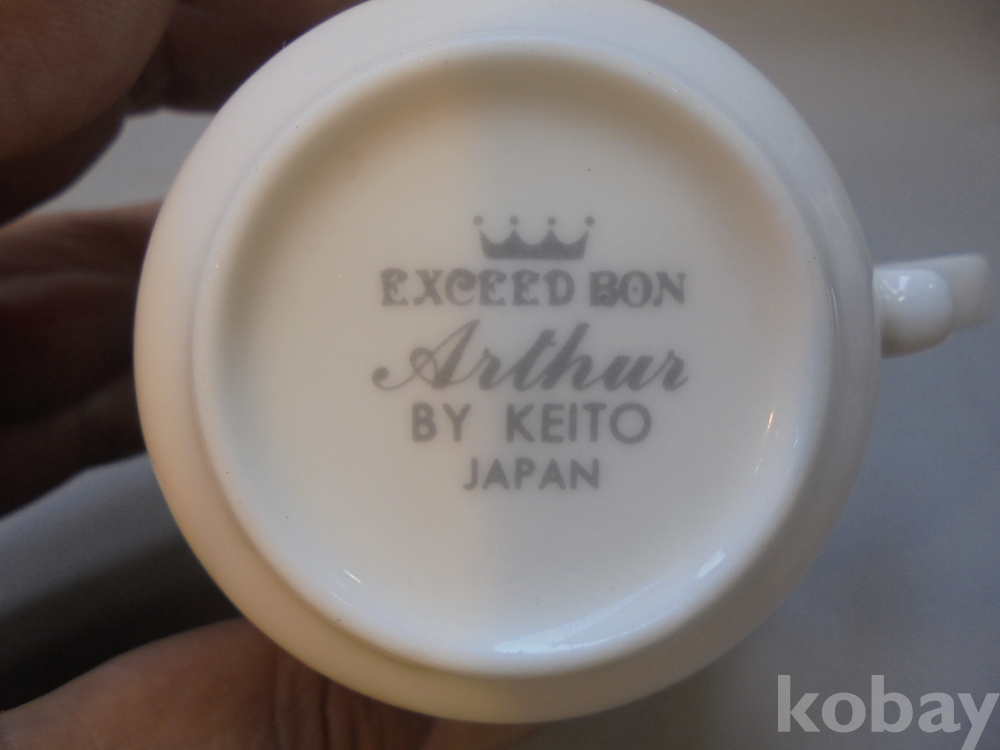 EXCEED BON
Arthur
BY KEITO
JAPAN
kobay